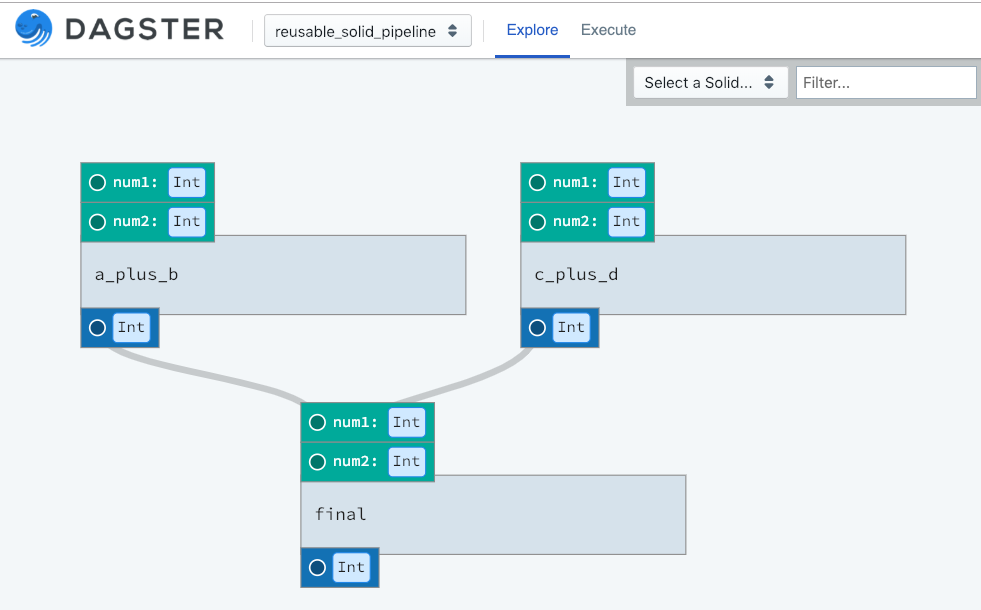 DAGSTER
reusable_solid_pipeline
Explore
Execute
Select a Solid...
Filter...
num1: Int
num2: Int
a_plus_b
Int
num1: Int
num2: Int
c_plus_d
Int
num1: Int
num2: Int
final
Int